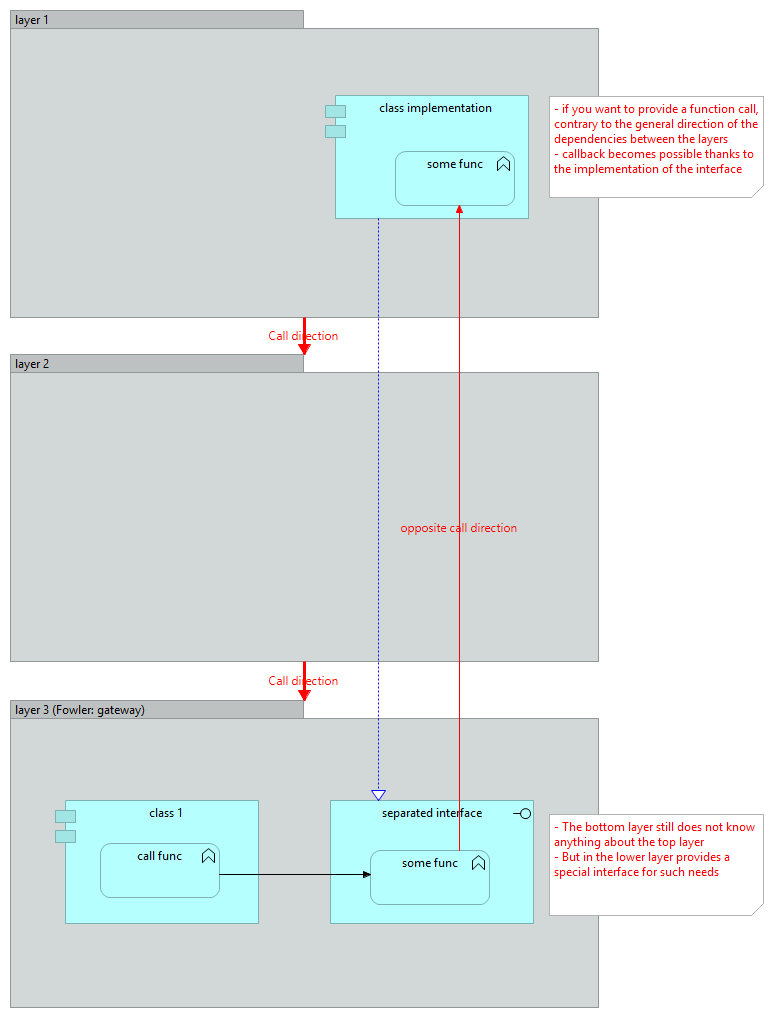 layer 1
class implementation
some func
- if you want to provide a function call,
contrary to the general direction of the
dependencies between the layers
- callback becomes possible thanks to
the implementation of the interface
Call direction
layer 2
opposite call direction
Call direction
layer 3 (Fowler: gateway)
class 1
call func
separated interface
some func
- The bottom layer still does not know
anything about the top layer
- But in the lower layer provides a
special interface for such needs